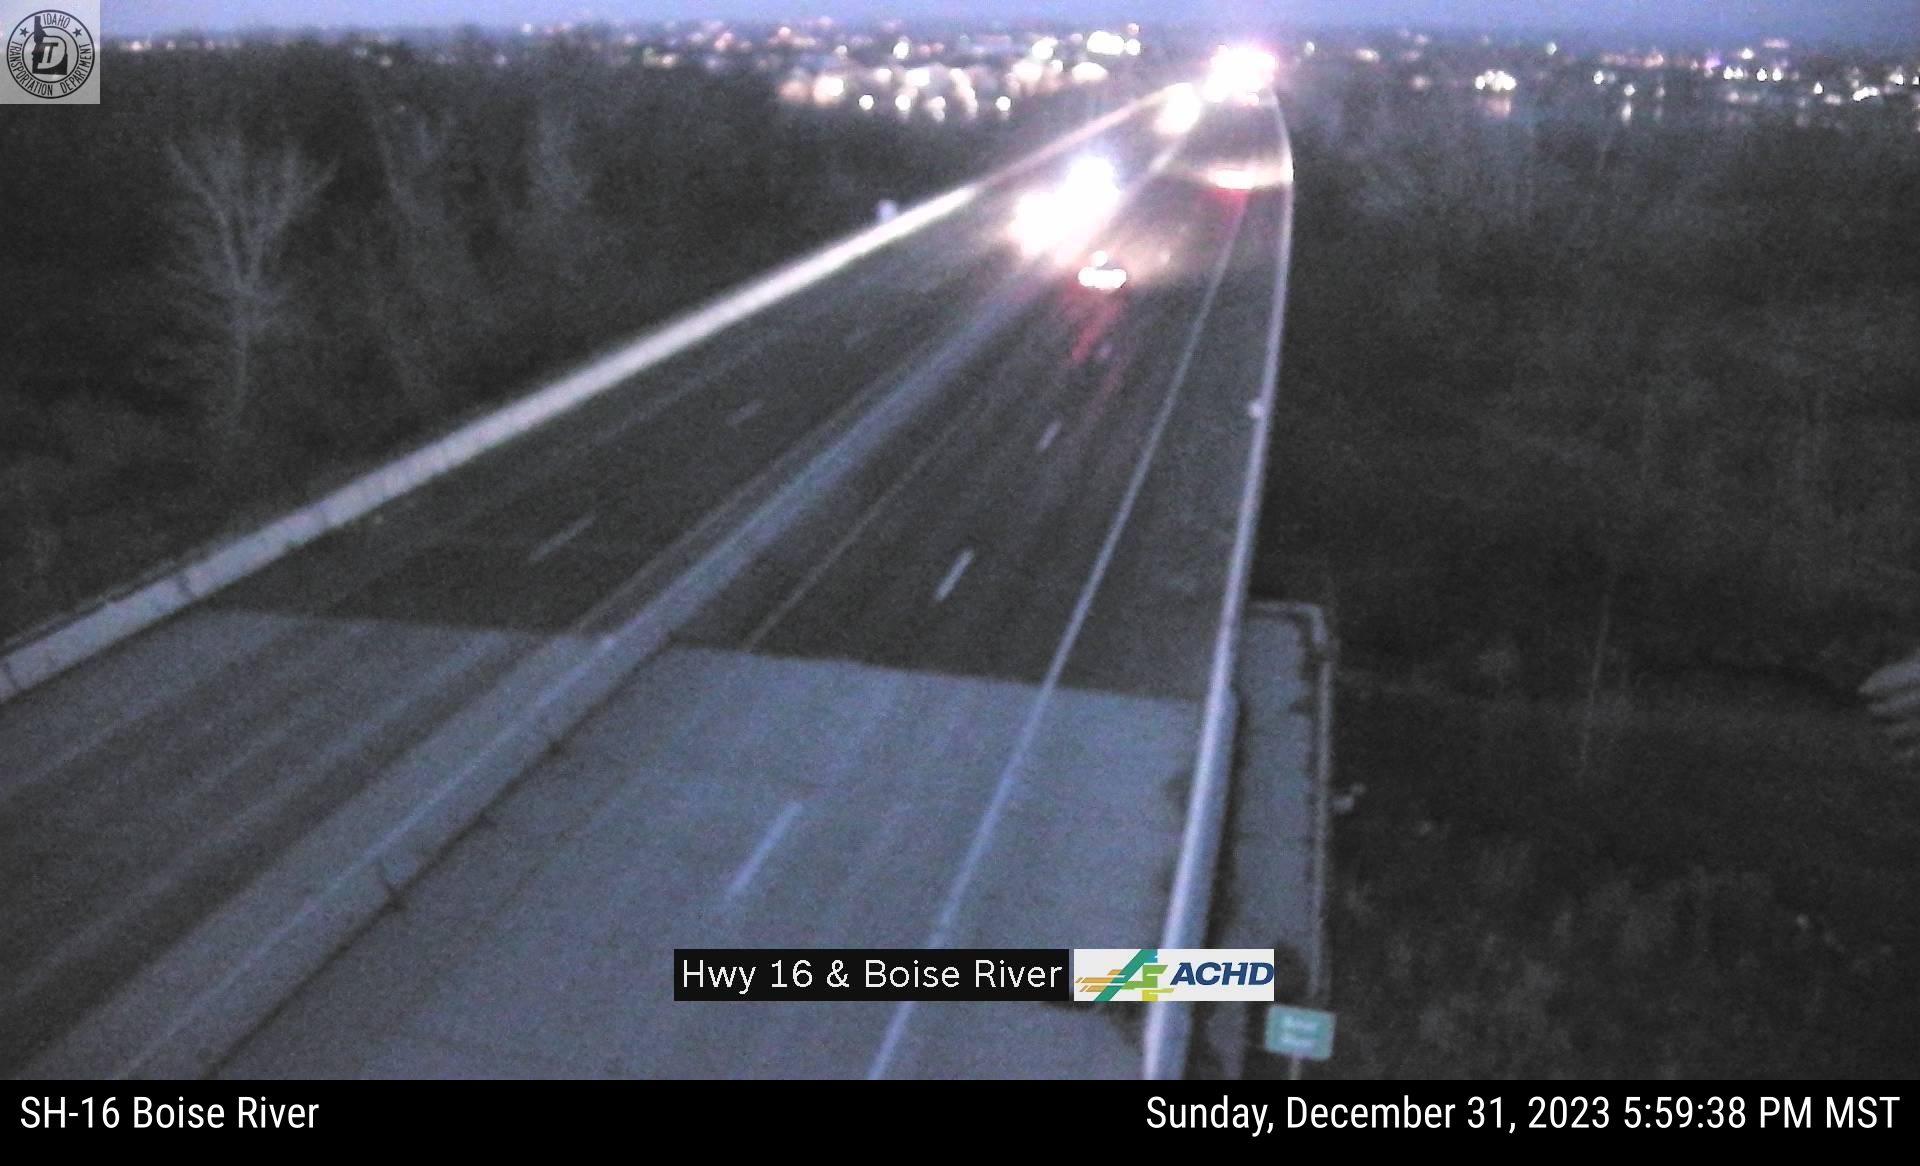 IDAHO
TRANSPORTATION DEPARTMENT
Hwy 16 & Boise River
ACHD
SH-16 Boise River
Sunday, December 31, 2023 5:59:38 PM MST